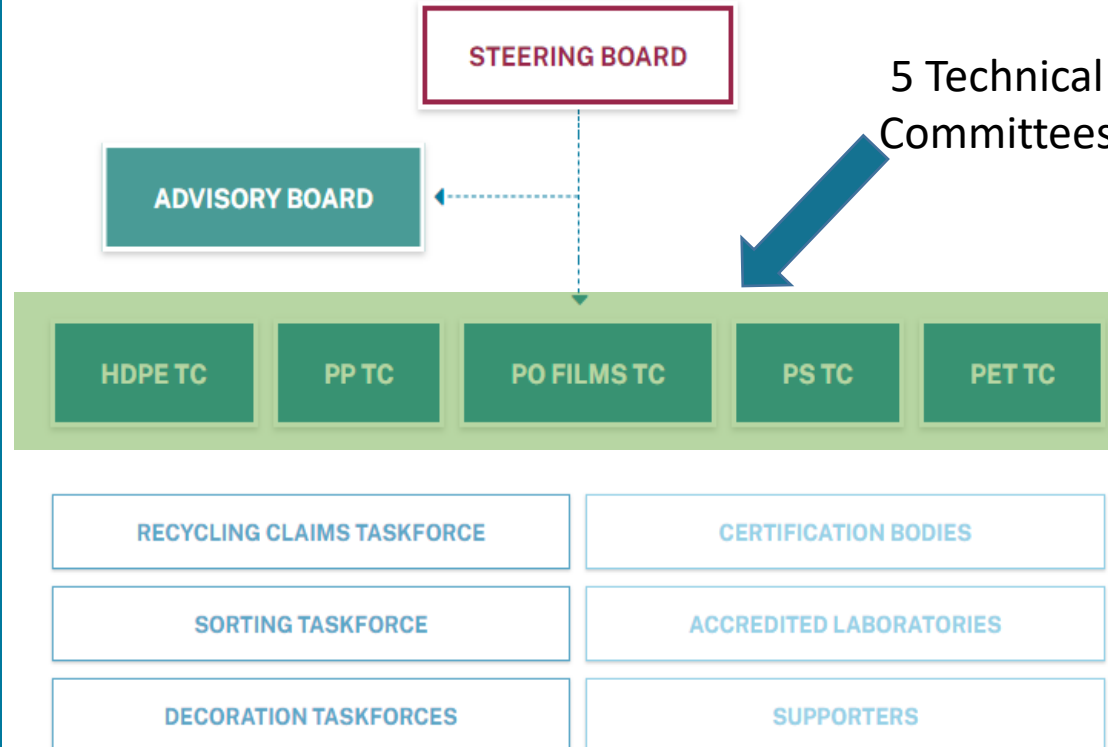 STEERING BOARD
5 Technical
Committees
ADVISORY BOARD
HDPE TC
PP TC
PO FILMS TC
PS TC
PET TC
RECYCLING CLAIMS TASKFORCE
CERTIFICATION BODIES
SORTING TASKFORCE
ACCREDITED LABORATORIES
DECORATION TASKFORCES
SUPPORTERS